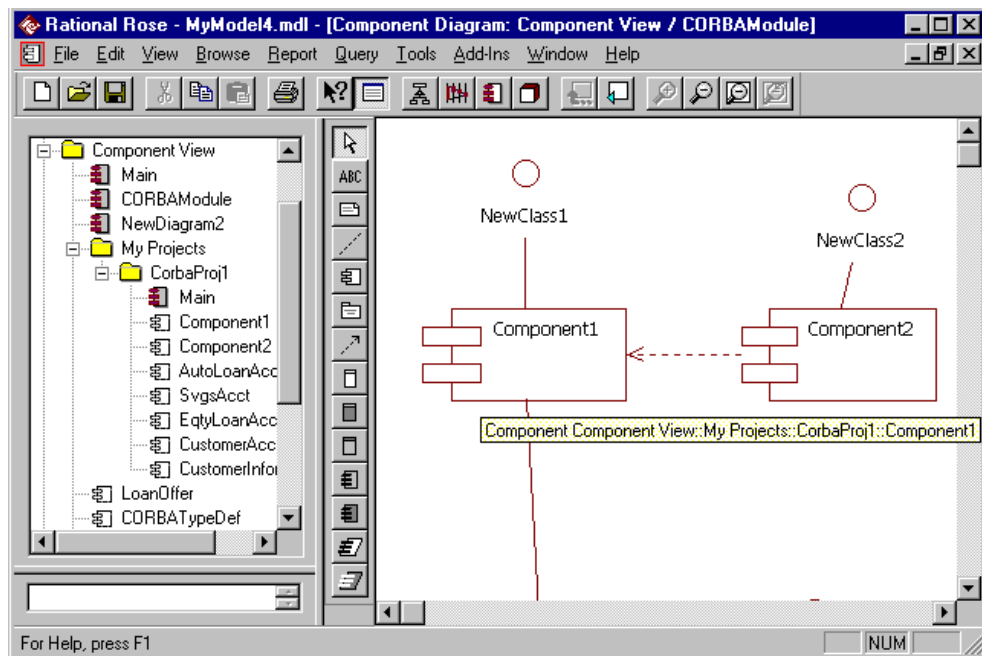 Rational Rose - MyModel4.mdl - [Component Diagram: Component View / CORBAModule]
File Edit View Browse Report Query Tools Add-Ins Window Help
Component View
Main
CORBAModule
NewDiagram2
My Projects
CorbaProj1
Main
Component1
Component2
AutoLoanAcc
SvgsAcct
EqtyLoanAcc
CustomerAcc
CustomerInfor
LoanOffer
CORBATypeDef
ABC
NewClass1
NewClass2
Component1
Component2
Component Component View::My Projects::CorbaProj1::Component1
For Help, press F1
NUM